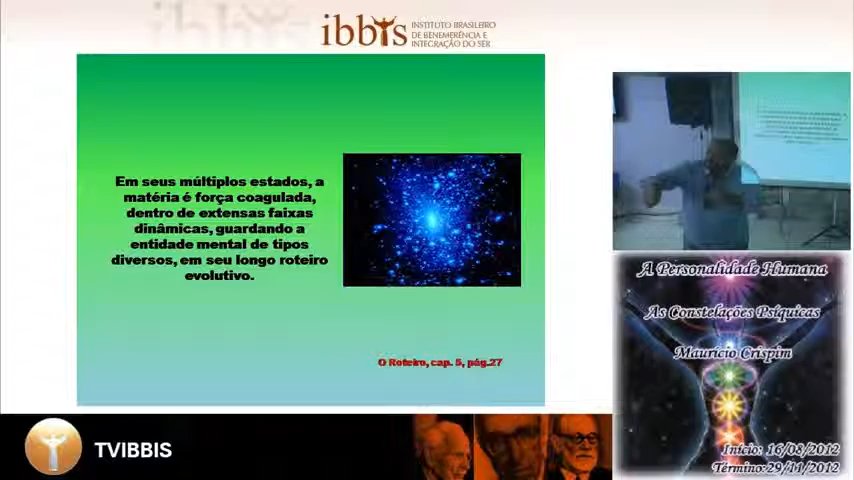 ibbis
INSTITUTO BRASILEIRO
DE BENEMERÊNCIA E
INTEGRAÇÃO DO SER
Em seus múltiplos estados, a
matéria é força coagulada,
dentro de extensas faixas
dinâmicas, guardando a
entidade mental de tipos
diversos, em seu longo roteiro
evolutivo.
O Roteiro, cap. 5, pág.27
A Personalidade Humana
As Constelações Psíquicas
Maurício Crispim
Início: 16/08/2012
Término:29/11/2012
TVIBBIS